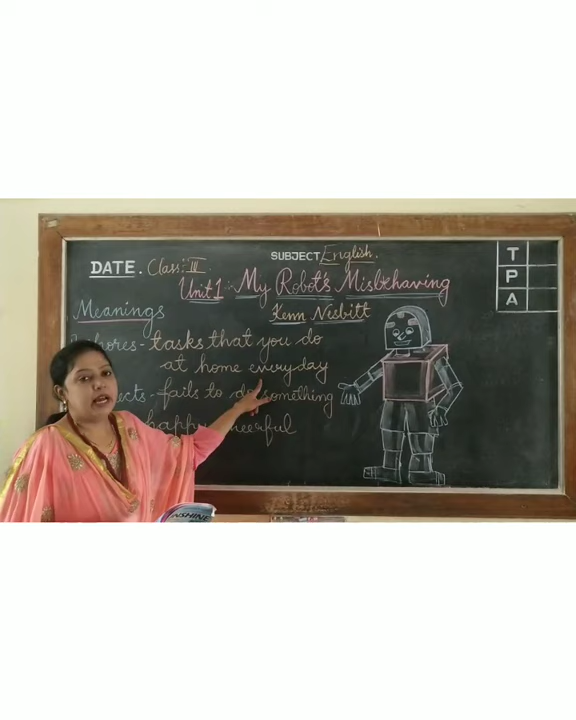 DATE. Class: III
SUBJECT English.
Unit 1:- My Robot's Misbehaving
Kenn Nesbitt
Meanings
chores - tasks that you do
at home everyday
fails to do something
happy, cheerful
T
P
A
NSHINE